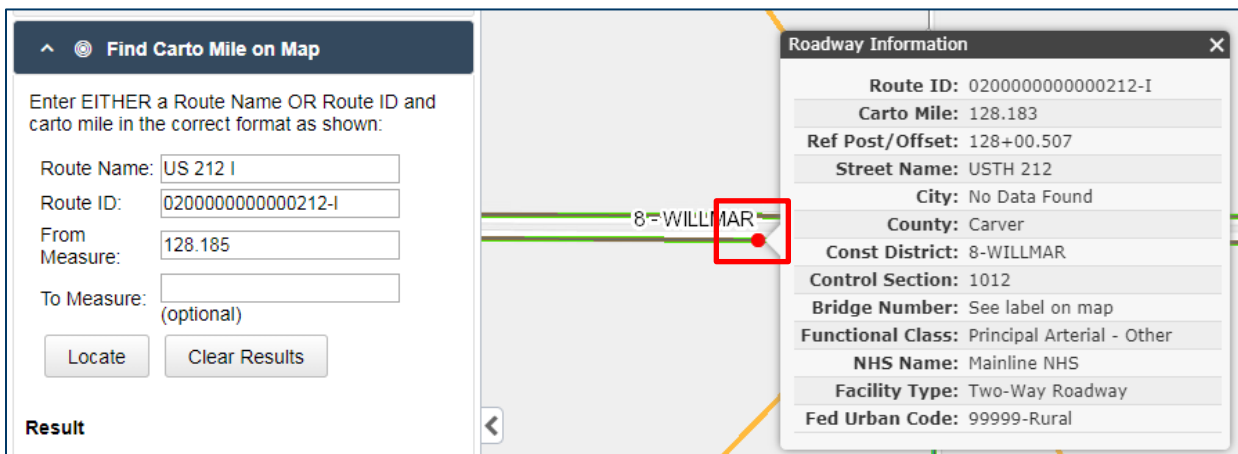 Find Carto Mile on Map
Enter EITHER a Route Name OR Route ID and
carto mile in the correct format as shown:
Route Name: US 212 I
Route ID: 0200000000000212-I
From
Measure: 128.185
To Measure:
(optional)
Locate Clear Results
Result
8 - WILLMAR
Roadway Information
Route ID: 0200000000000212-I
Carto Mile: 128.183
Ref Post/Offset: 128+00.507
Street Name: USTH 212
City: No Data Found
County: Carver
Const District: 8-WILLMAR
Control Section: 1012
Bridge Number: See label on map
Functional Class: Principal Arterial - Other
NHS Name: Mainline NHS
Facility Type: Two-Way Roadway
Fed Urban Code: 99999-Rural